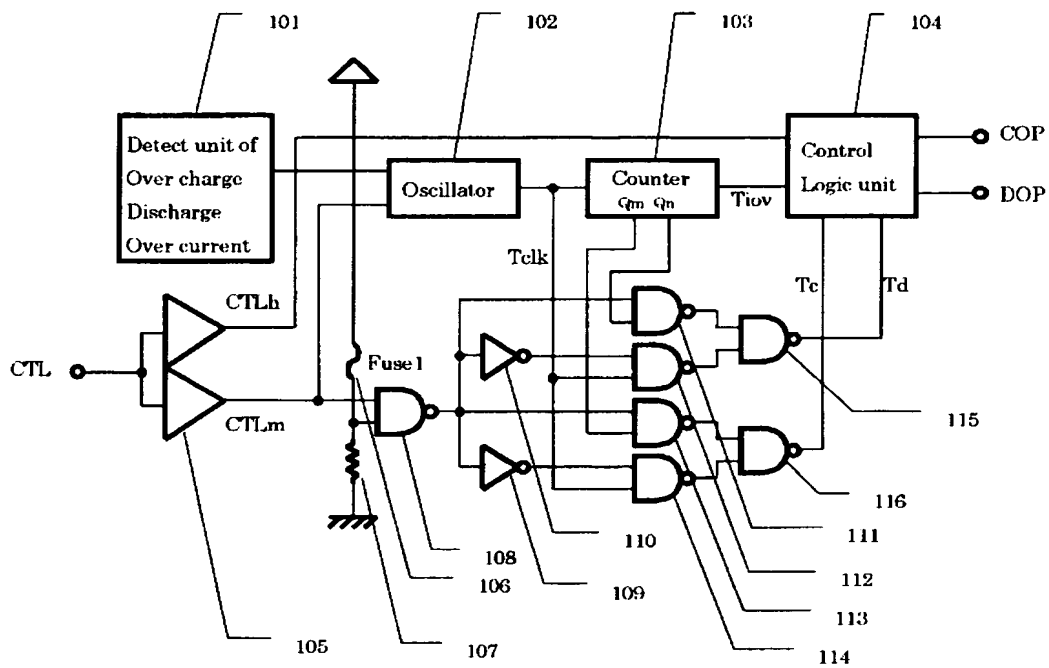 101
102
103
104
Detect unit of
Over charge
Discharge
Over current
Oscillator
Counter
Qm Qn
Tiov
Control
Logic unit
COP
DOP
Tclk
Tc
Td
CTLh
CTL
CTLm
Fuse1
115
116
105
108
106
107
110
109
111
112
113
114